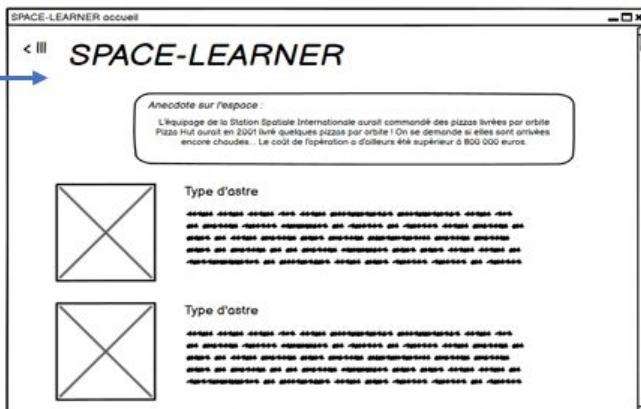 SPACE-LEARNER accueil
< |||
SPACE-LEARNER
Anecdote sur l'espace :
L'équipage de la Station Spatiale Internationale aurait commandé des pizzas livrées par orbite
Pizza Hut aurait en 2001 livré quelques pizzas par orbite ! On se demande si elles sont arrivées
encore chaudes... Le coût de l'opération a d'ailleurs été supérieur à 800 000 euros.
Type d'astre
Type d'astre